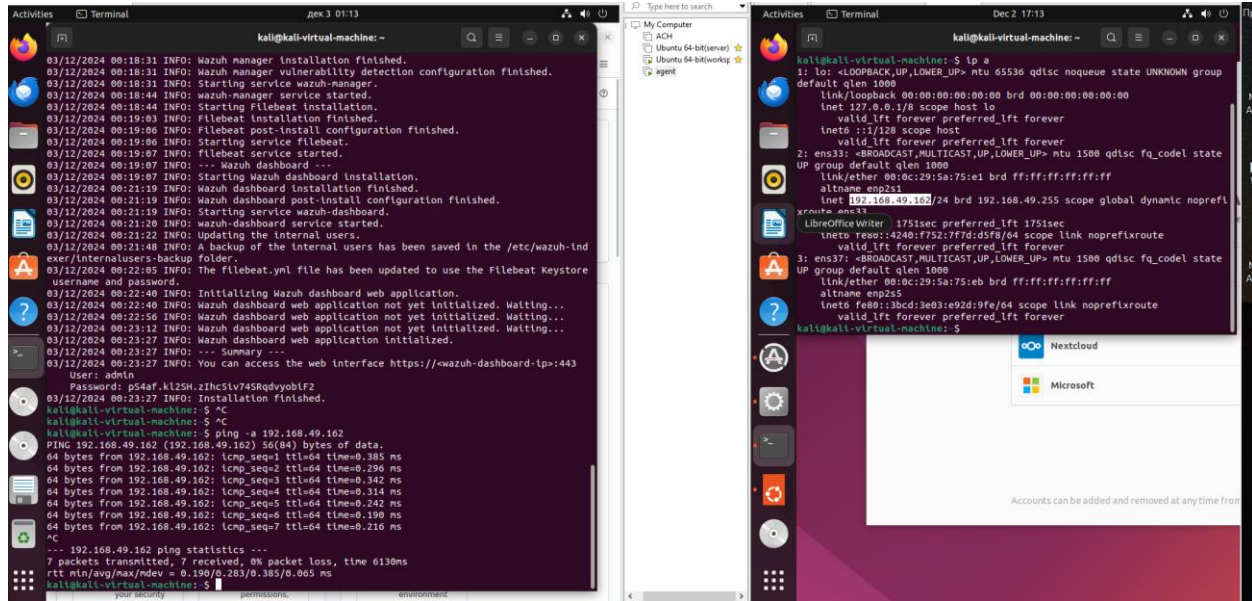 Activities
Terminal
дек 3 01:13
kali@kali-virtual-machine: ~
03/12/2024 00:18:31 INFO: Wazuh manager installation finished.
03/12/2024 00:18:31 INFO: Wazuh manager vulnerability detection configuration finished.
03/12/2024 00:18:31 INFO: Starting service wazuh-manager.
03/12/2024 00:18:44 INFO: wazuh-manager service started.
03/12/2024 00:18:44 INFO: Starting Filebeat installation.
03/12/2024 00:19:03 INFO: Filebeat installation finished.
03/12/2024 00:19:06 INFO: Filebeat post-install configuration finished.
03/12/2024 00:19:06 INFO: Starting service filebeat.
03/12/2024 00:19:07 INFO: filebeat service started.
03/12/2024 00:19:07 INFO: --- Wazuh dashboard ---
03/12/2024 00:19:07 INFO: Starting Wazuh dashboard installation.
03/12/2024 00:21:19 INFO: Wazuh dashboard installation finished.
03/12/2024 00:21:19 INFO: Wazuh dashboard post-install configuration finished.
03/12/2024 00:21:19 INFO: Starting service wazuh-dashboard.
03/12/2024 00:21:21 INFO: wazuh-dashboard service started.
03/12/2024 00:21:22 INFO: Updating the internal users.
03/12/2024 00:21:48 INFO: A backup of the internal users has been saved in the /etc/wazuh-ind
exer/internalusers-backup folder.
03/12/2024 00:22:05 INFO: The filebeat.yml file has been updated to use the Filebeat Keystore
username and password.
03/12/2024 00:22:40 INFO: Initializing Wazuh dashboard web application.
03/12/2024 00:22:40 INFO: Wazuh dashboard web application not yet initialized. Waiting...
03/12/2024 00:22:56 INFO: Wazuh dashboard web application not yet initialized. Waiting...
03/12/2024 00:23:12 INFO: Wazuh dashboard web application not yet initialized. Waiting...
03/12/2024 00:23:27 INFO: Wazuh dashboard web application initialized.
03/12/2024 00:23:27 INFO: --- Summary ---
03/12/2024 00:23:27 INFO: You can access the web interface https://<wazuh-dashboard-ip>:443
User: admin
Password: pS4af.kl2SH.zIhcSiv74SRqdvyobiF2
03/12/2024 00:23:27 INFO: Installation finished.
kali@kali-virtual-machine:~$ ^C
kali@kali-virtual-machine:~$ ^C
kali@kali-virtual-machine:~$ ping -a 192.168.49.162
PING 192.168.49.162 (192.168.49.162) 56(84) bytes of data.
64 bytes from 192.168.49.162: icmp_seq=1 ttl=64 time=0.385 ms
64 bytes from 192.168.49.162: icmp_seq=2 ttl=64 time=0.296 ms
64 bytes from 192.168.49.162: icmp_seq=3 ttl=64 time=0.342 ms
64 bytes from 192.168.49.162: icmp_seq=4 ttl=64 time=0.314 ms
64 bytes from 192.168.49.162: icmp_seq=5 ttl=64 time=0.242 ms
64 bytes from 192.168.49.162: icmp_seq=6 ttl=64 time=0.190 ms
64 bytes from 192.168.49.162: icmp_seq=7 ttl=64 time=0.216 ms
^C
--- 192.168.49.162 ping statistics ---
7 packets transmitted, 7 received, 0% packet loss, time 6130ms
rtt min/avg/max/mdev = 0.190/0.283/0.385/0.065 ms
kali@kali-virtual-machine:~$
your security
permissions,
environment
Type here to search
My Computer
ACH
Ubuntu 64-bit(server)
Ubuntu 64-bit(worksp
agent
Activities
Terminal
Dec 2 17:13
kali@kali-virtual-machine: ~
kali@kali-virtual-machine:~$ ip a
1: lo: <LOOPBACK,UP,LOWER_UP> mtu 65536 qdisc noqueue state UNKNOWN group
default qlen 1000
link/loopback 00:00:00:00:00:00 brd 00:00:00:00:00:00
inet 127.0.0.1/8 scope host lo
valid_lft forever preferred_lft forever
inet6 ::1/128 scope host
valid_lft forever preferred_lft forever
2: ens33: <BROADCAST,MULTICAST,UP,LOWER_UP> mtu 1500 qdisc fq_codel state
UP group default qlen 1000
link/ether 00:0c:29:5a:75:e1 brd ff:ff:ff:ff:ff:ff
altname enp2s1
inet 192.168.49.162/24 brd 192.168.49.255 scope global dynamic noprefi
xroute ens33
LibreOffice Writer
1751sec preferred_lft 1751sec
inet6 fe80::4240:f752:7f7d:d5f8/64 scope link noprefixroute
valid_lft forever preferred_lft forever
3: ens37: <BROADCAST,MULTICAST,UP,LOWER_UP> mtu 1500 qdisc fq_codel state
UP group default qlen 1000
link/ether 00:0c:29:5a:75:eb brd ff:ff:ff:ff:ff:ff
altname enp2s5
inet6 fe80::3bcd:3e03:e92d:9fe/64 scope link noprefixroute
valid_lft forever preferred_lft forever
kali@kali-virtual-machine:~$
Nextcloud
Microsoft
Accounts can be added and removed at any time from